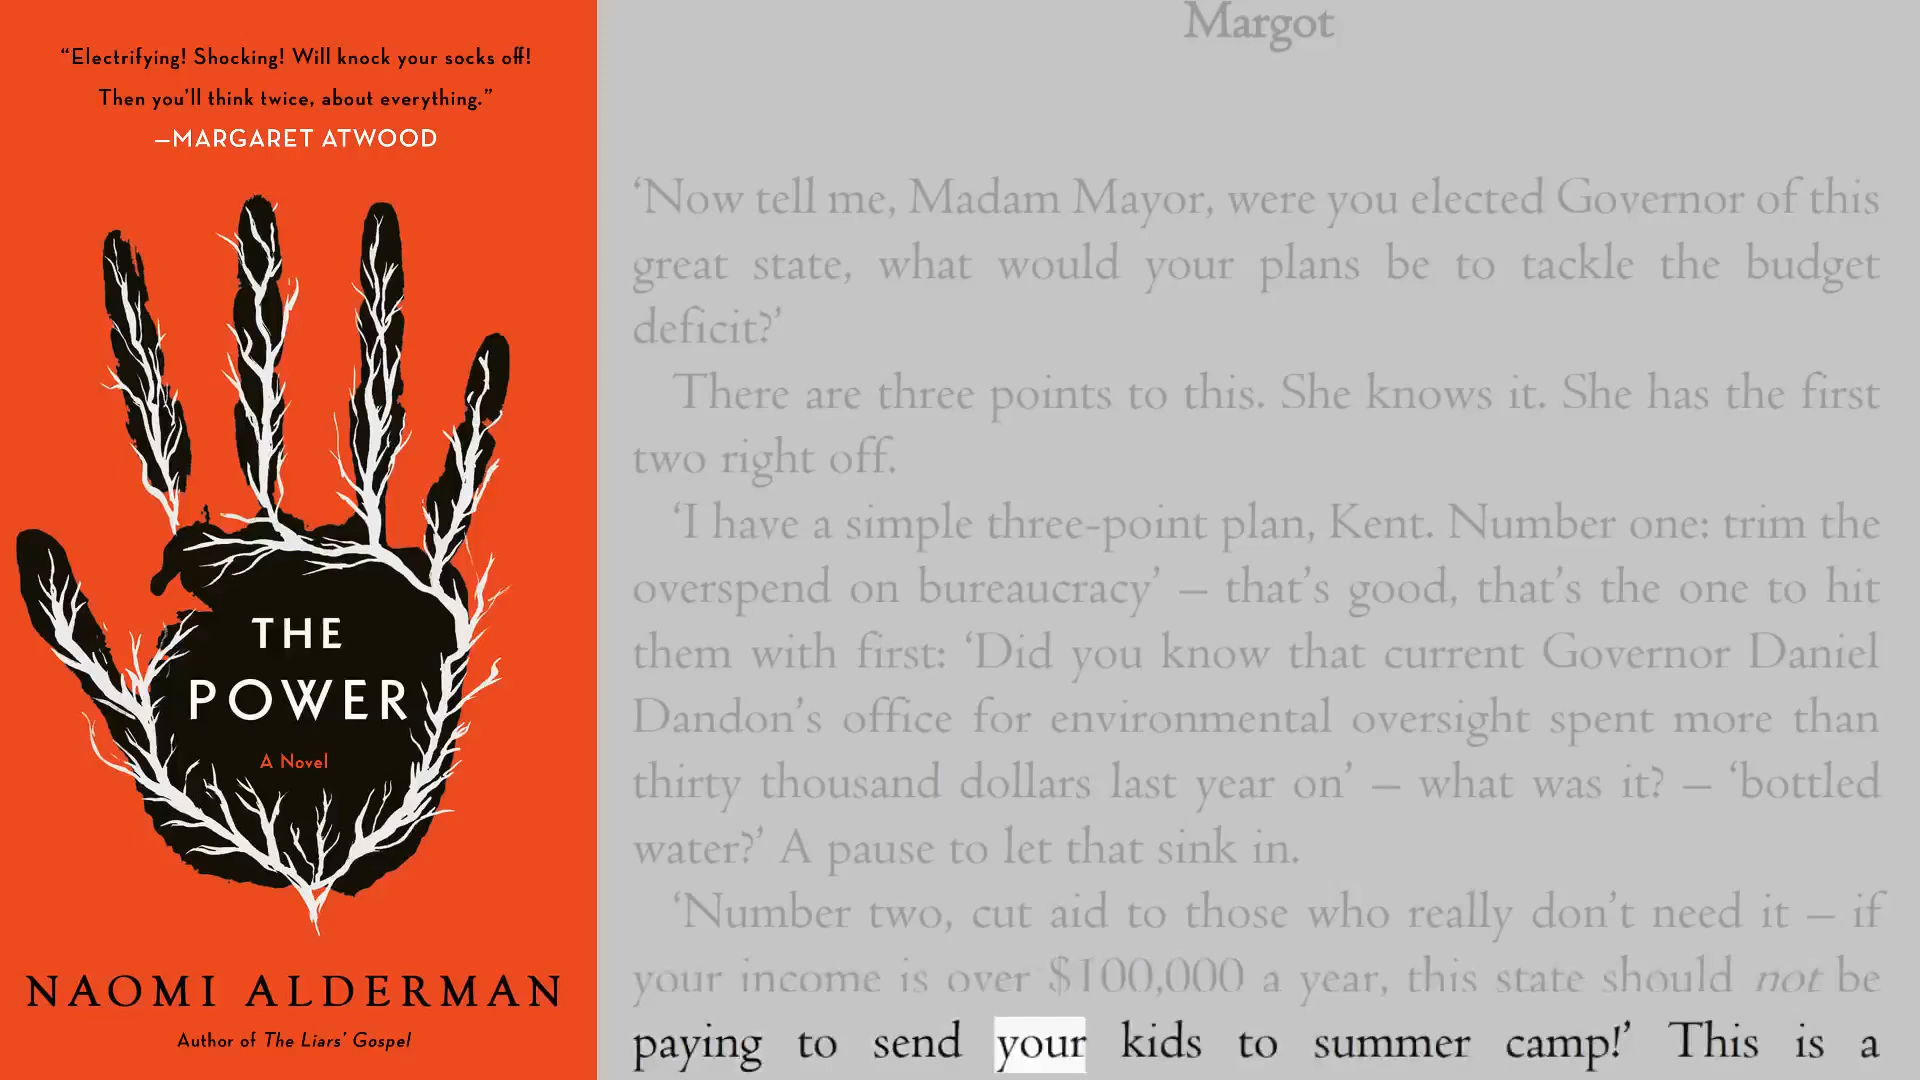 “Electrifying! Shocking! Will knock your socks off!
Then you’ll think twice, about everything.”
—MARGARET ATWOOD
THE
POWER
A Novel
NAOMI ALDERMAN
Author of The Liars’ Gospel
Margot
‘Now tell me, Madam Mayor, were you elected Governor of this
great state, what would your plans be to tackle the budget
deficit?’
There are three points to this. She knows it. She has the first
two right off.
‘I have a simple three-point plan, Kent. Number one: trim the
overspend on bureaucracy’ – that’s good, that’s the one to hit
them with first: ‘Did you know that current Governor Daniel
Dandon’s office for environmental oversight spent more than
thirty thousand dollars last year on’ – what was it? – ‘bottled
water?’ A pause to let that sink in.
‘Number two, cut aid to those who really don’t need it – if
your income is over $100,000 a year, this state should not be
paying to send your kids to summer camp!’ This is a